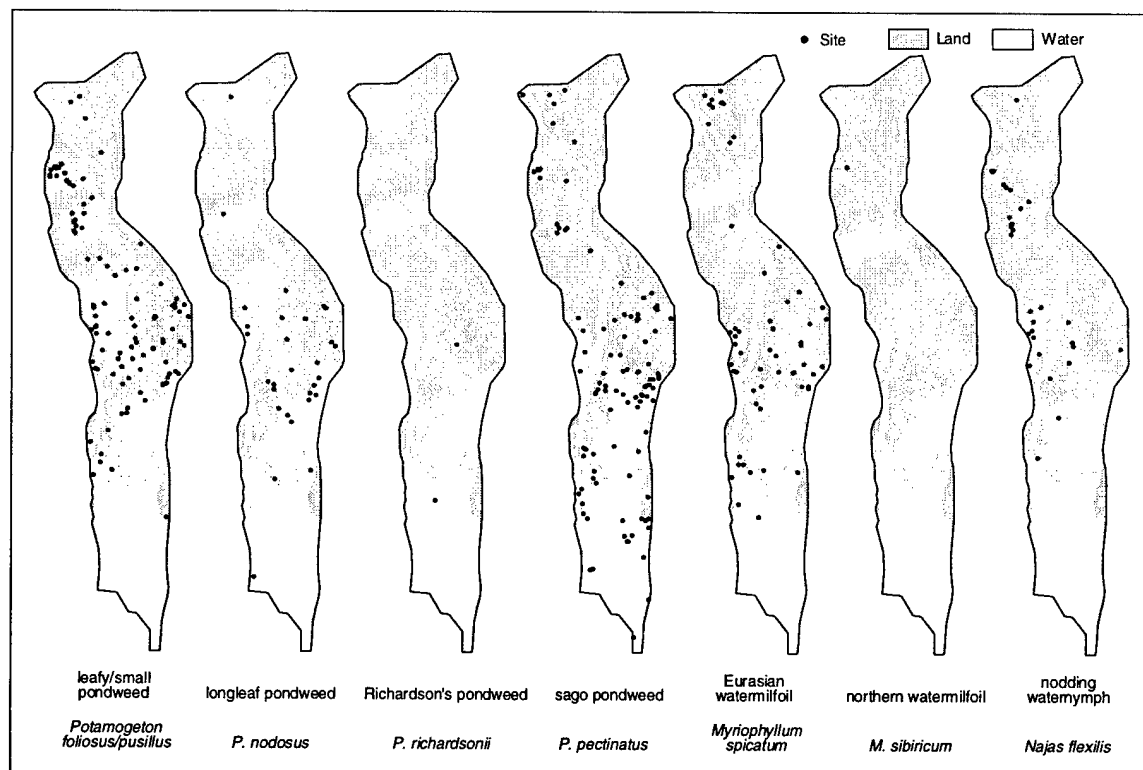 Site Land Water
leafy/small
pondweed
longleaf pondweed
Richardson's pondweed
sago pondweed
Eurasian
watermilfoil
northern watermilfoil
nodding
waternymph
Potamogeton
foliosus/pusillus
P. nodosus
P. richardsonii
P. pectinatus
Myriophyllum
spicatum
M. sibiricum
Najas flexilis